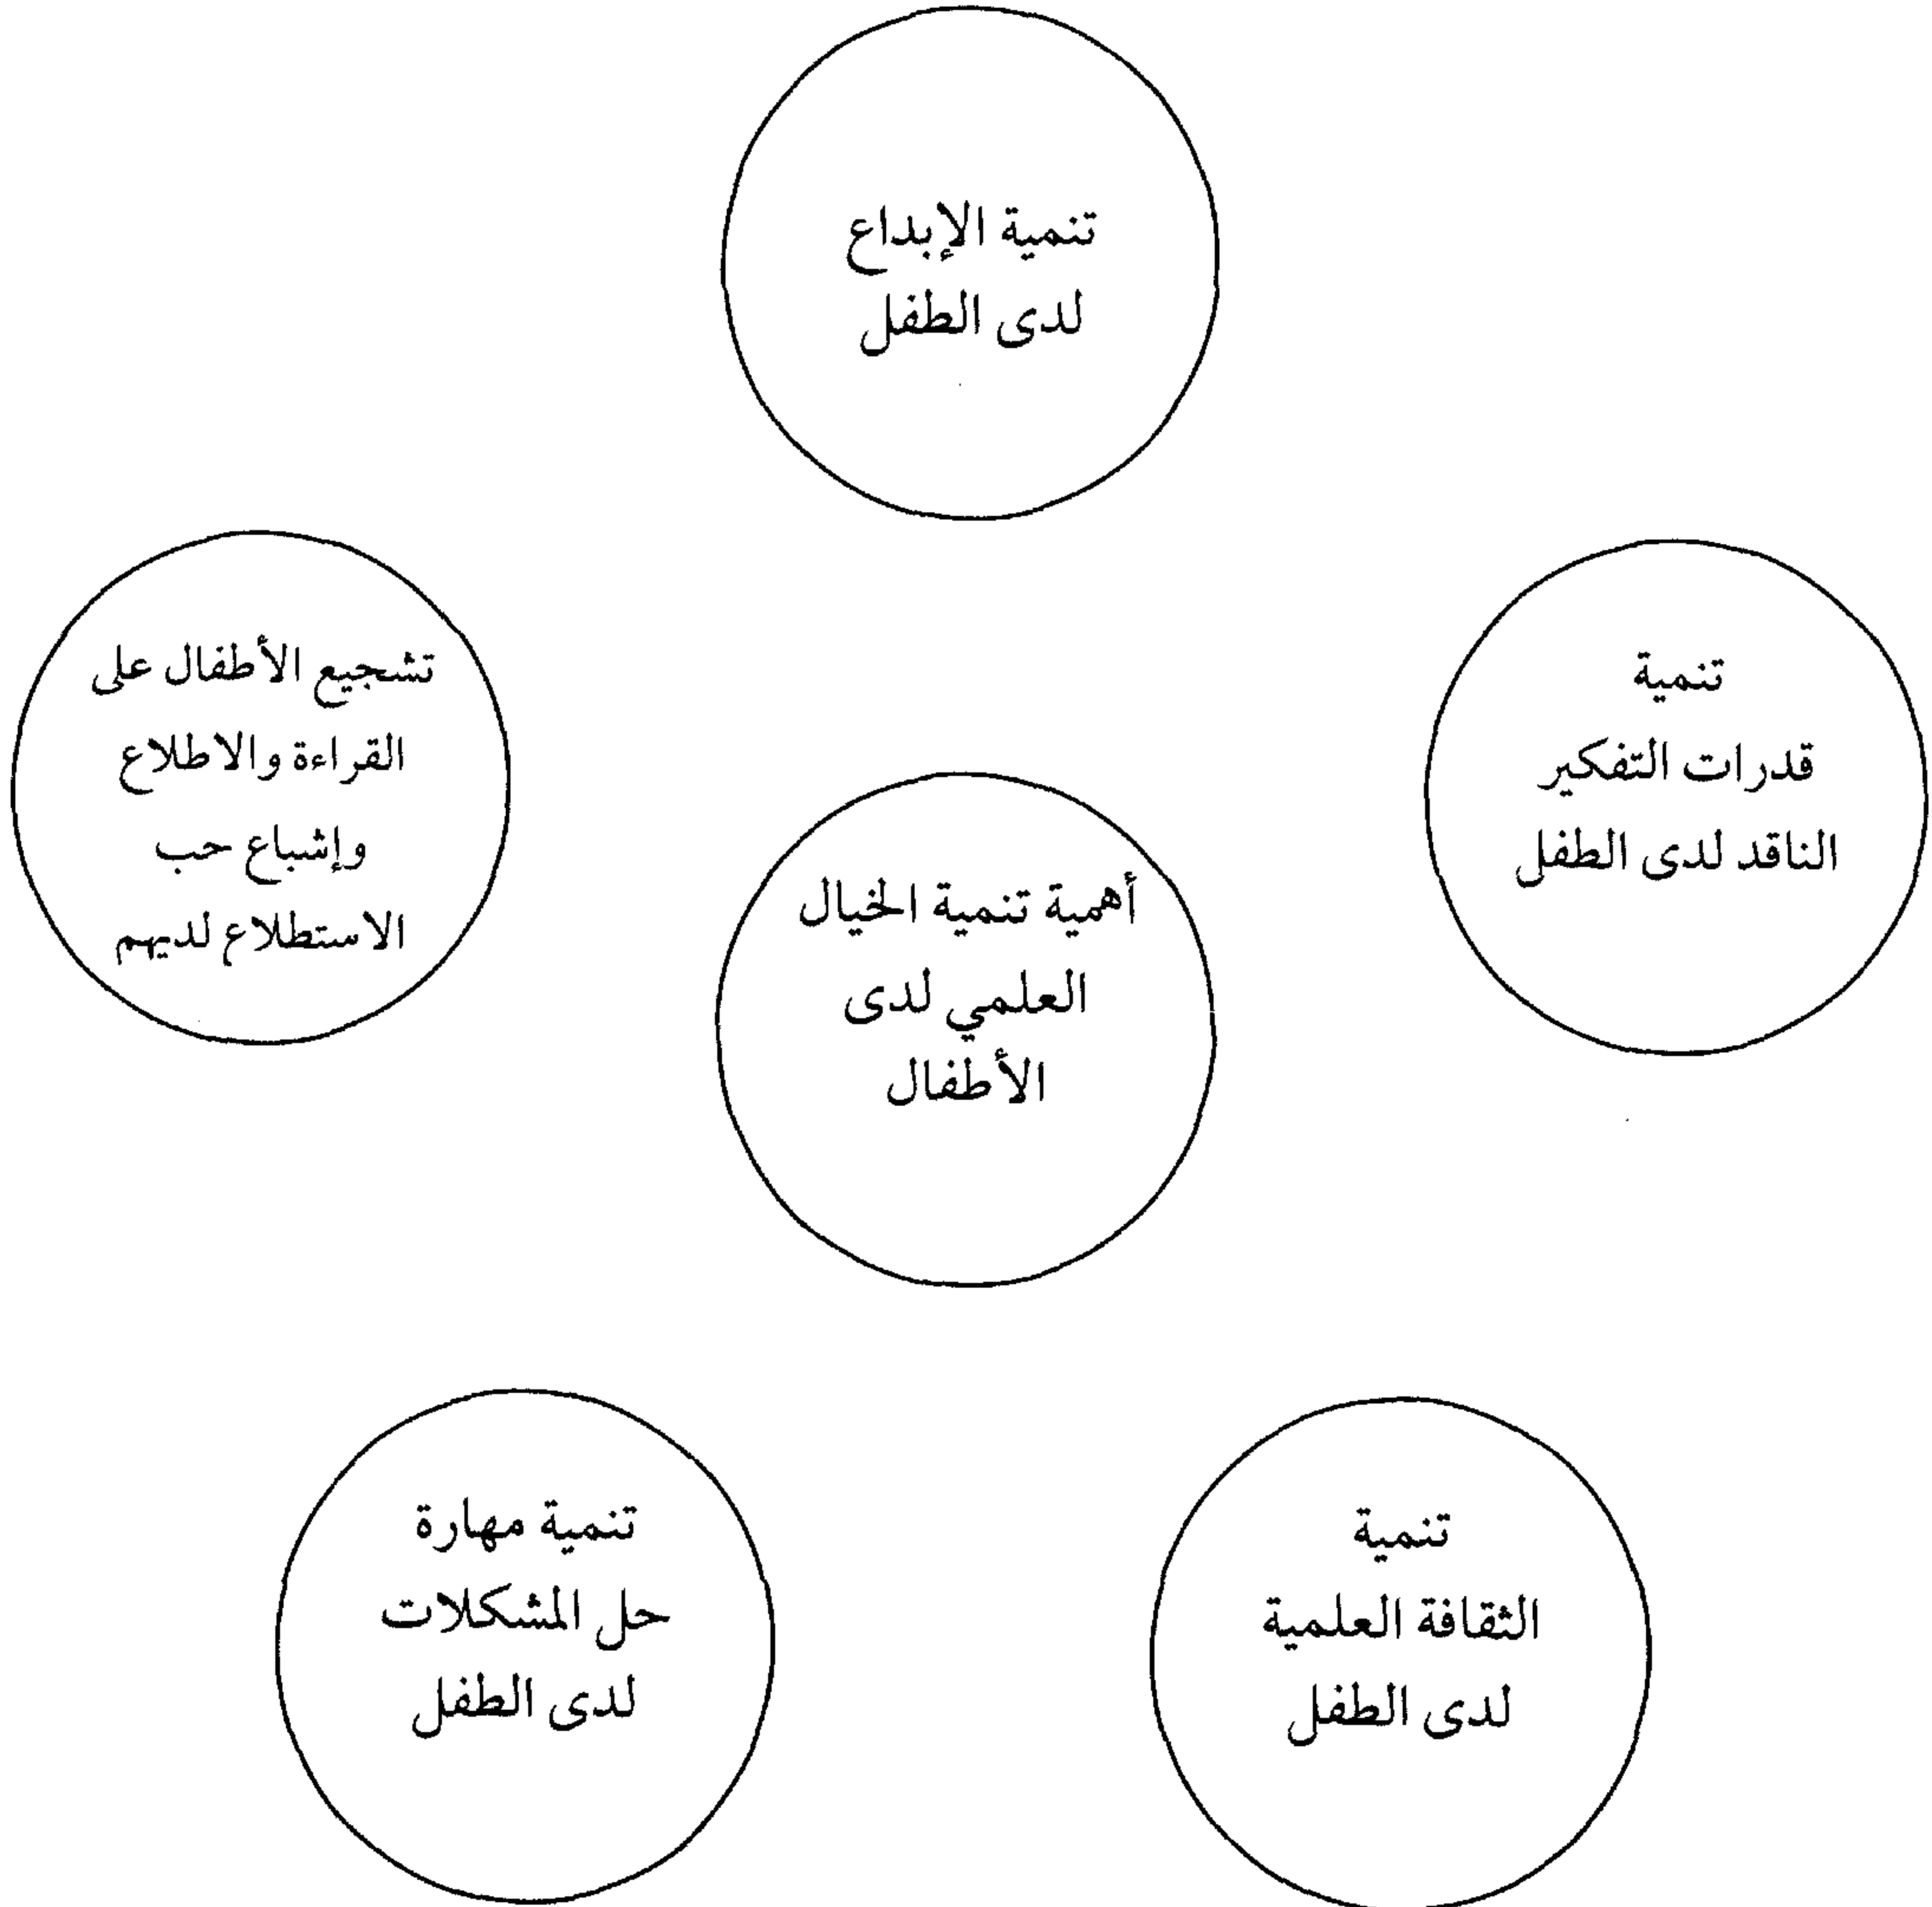 تنمية الإبداع
لدى الطفل
تنمية
قدرات التفكير
الناقد لدى الطفل
تشجيع الأطفال على
القراءة والاطلاع
وإشباع حب
الاستطلاع لديهم
أهمية تنمية الخيال
العلمي لدى
الأطفال
تنمية
الثقافة العلمية
لدى الطفل
تنمية مهارة
حل المشكلات
لدى الطفل